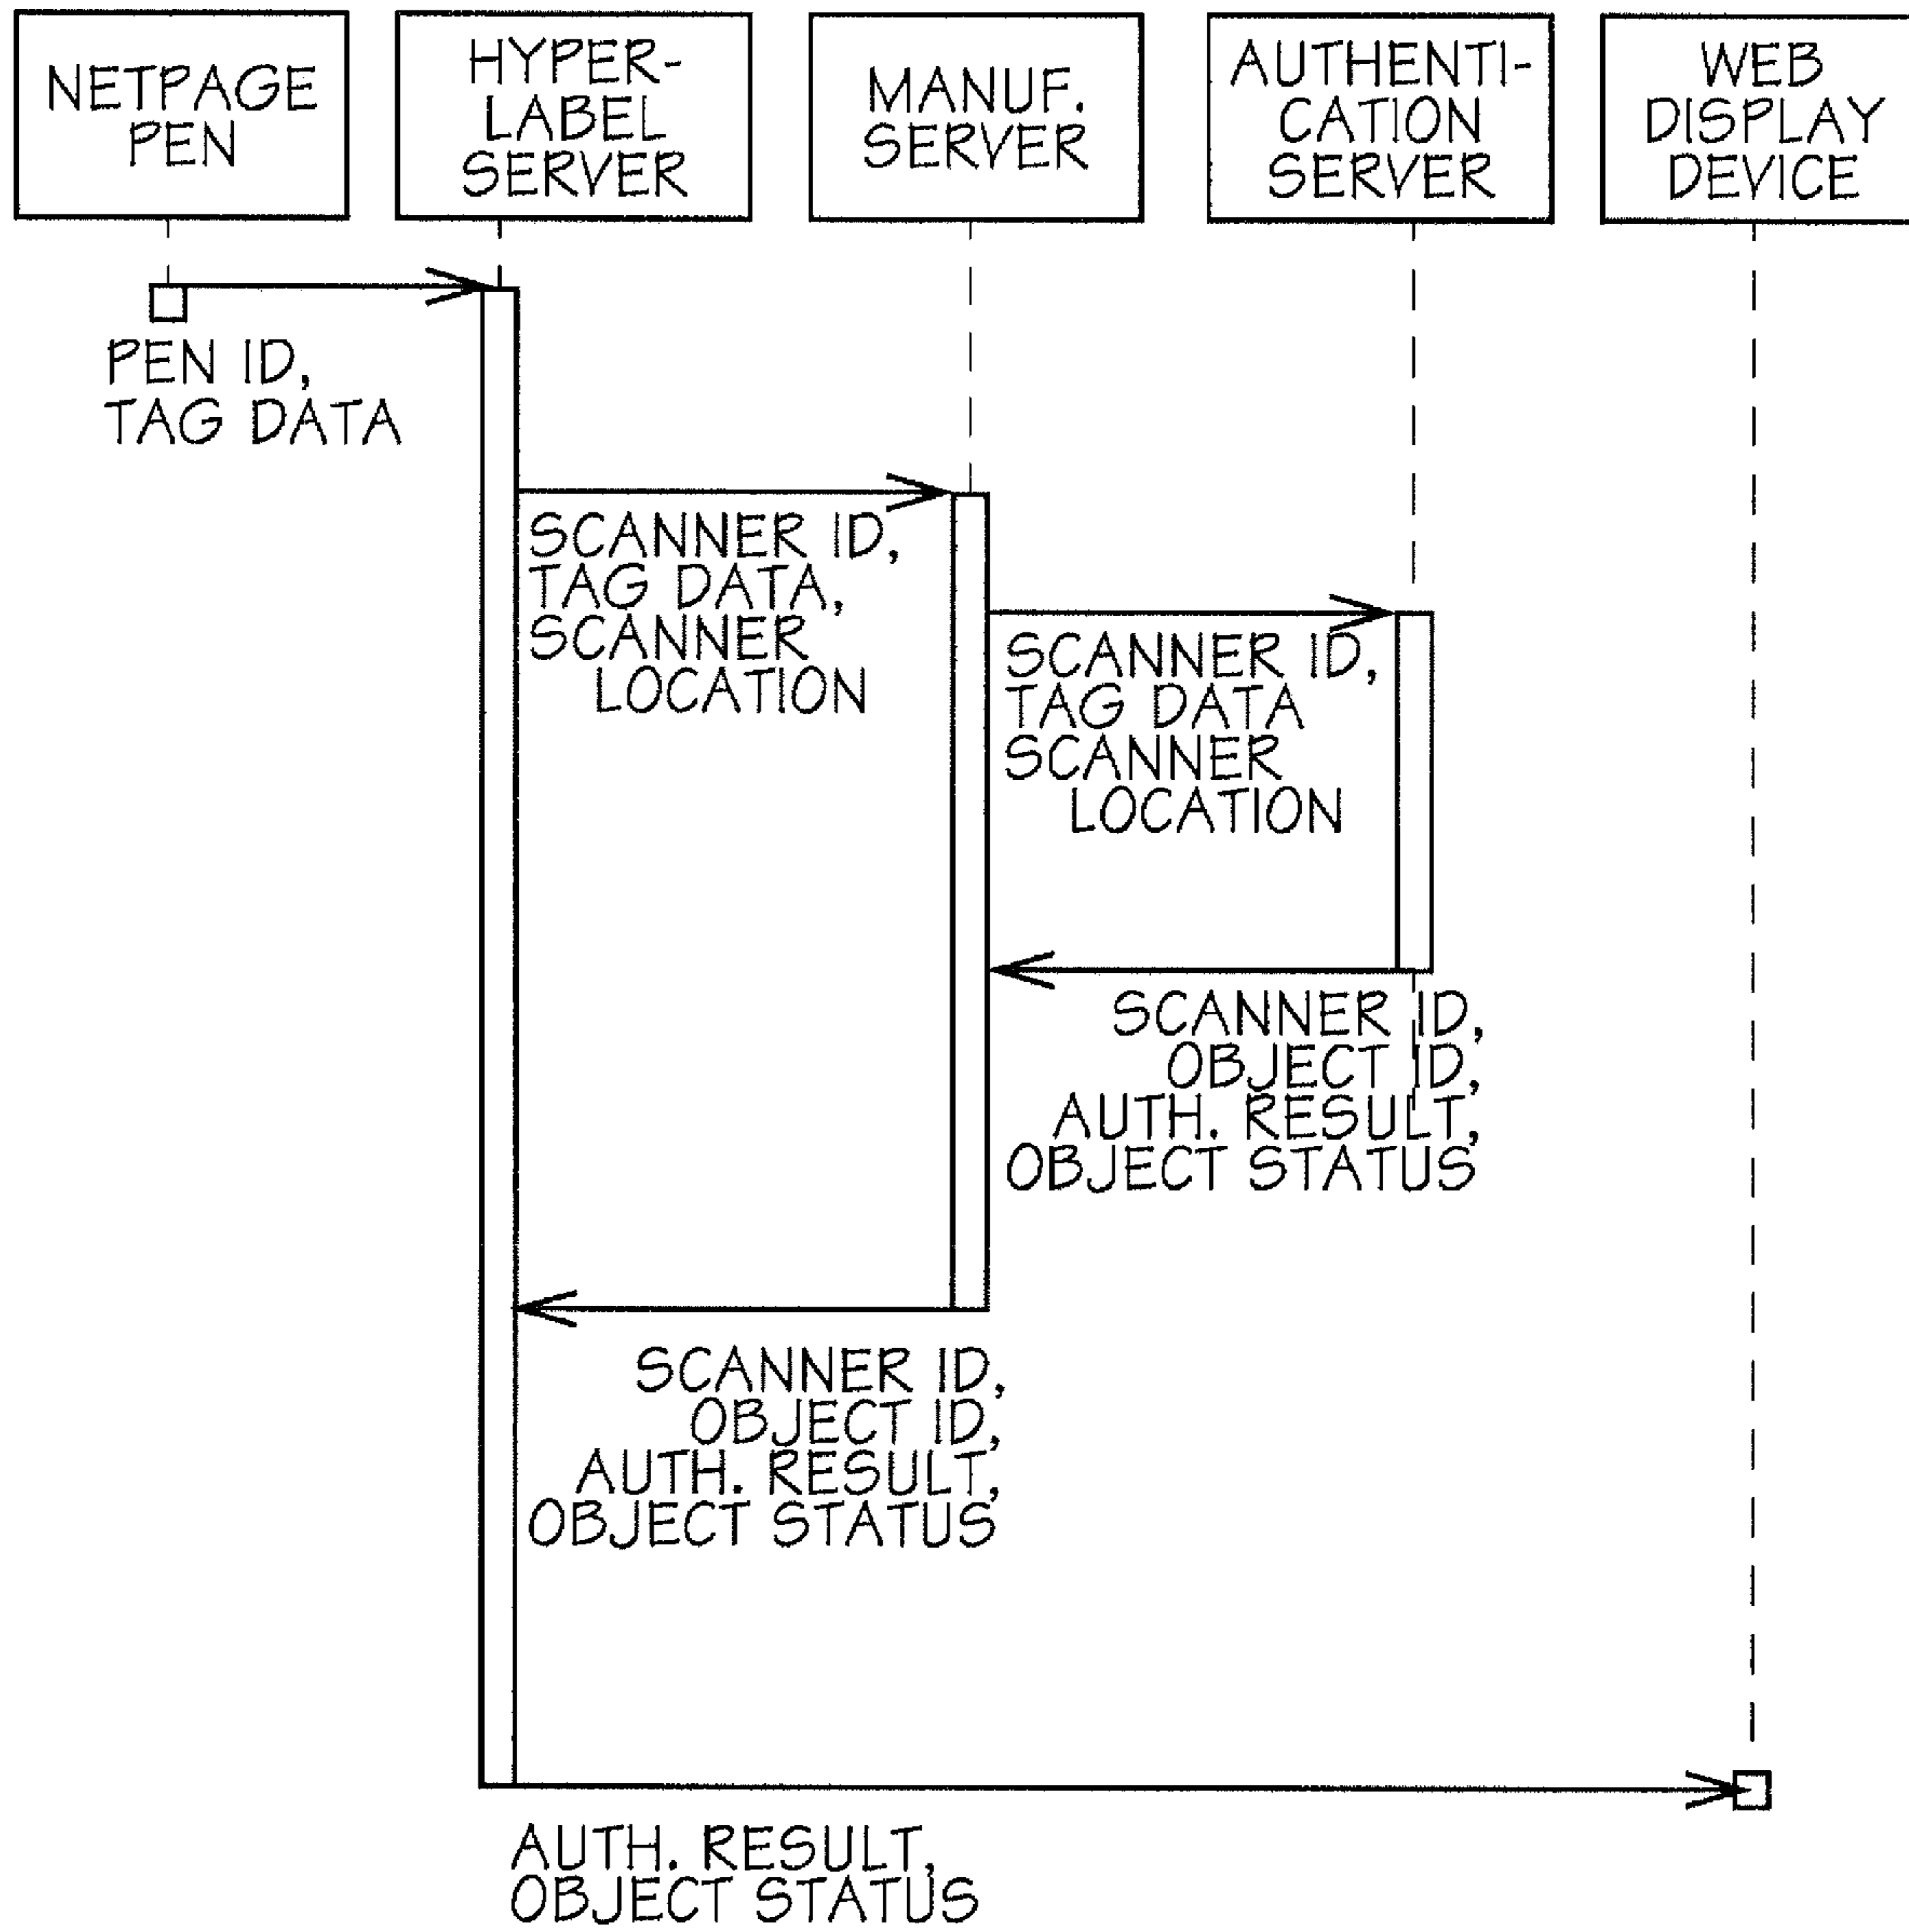 NETPAGE
PEN
HYPER-
LABEL
SERVER
MANUF.
SERVER
AUTHENTI-
CATION
SERVER
WEB
DISPLAY
DEVICE
PEN ID,
TAG DATA
SCANNER ID,
TAG DATA,
SCANNER
LOCATION
SCANNER ID,
TAG DATA
SCANNER
LOCATION
SCANNER ID,
OBJECT ID,
AUTH. RESULT,
OBJECT STATUS
SCANNER ID,
OBJECT ID,
AUTH. RESULT,
OBJECT STATUS
AUTH. RESULT,
OBJECT STATUS